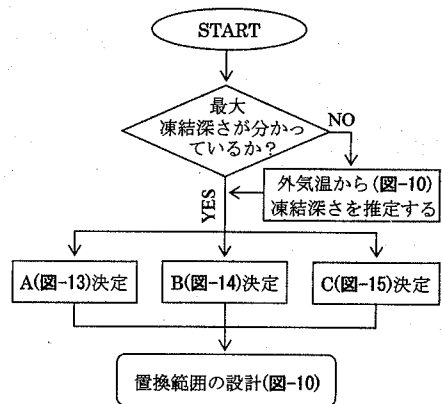 START
最大
凍結深さが分かっ
ているか？
NO
外気温から(図-10)
凍結深さを推定する
YES
A(図-13)決定
B(図-14)決定
C(図-15)決定
置換範囲の設計(図-10)